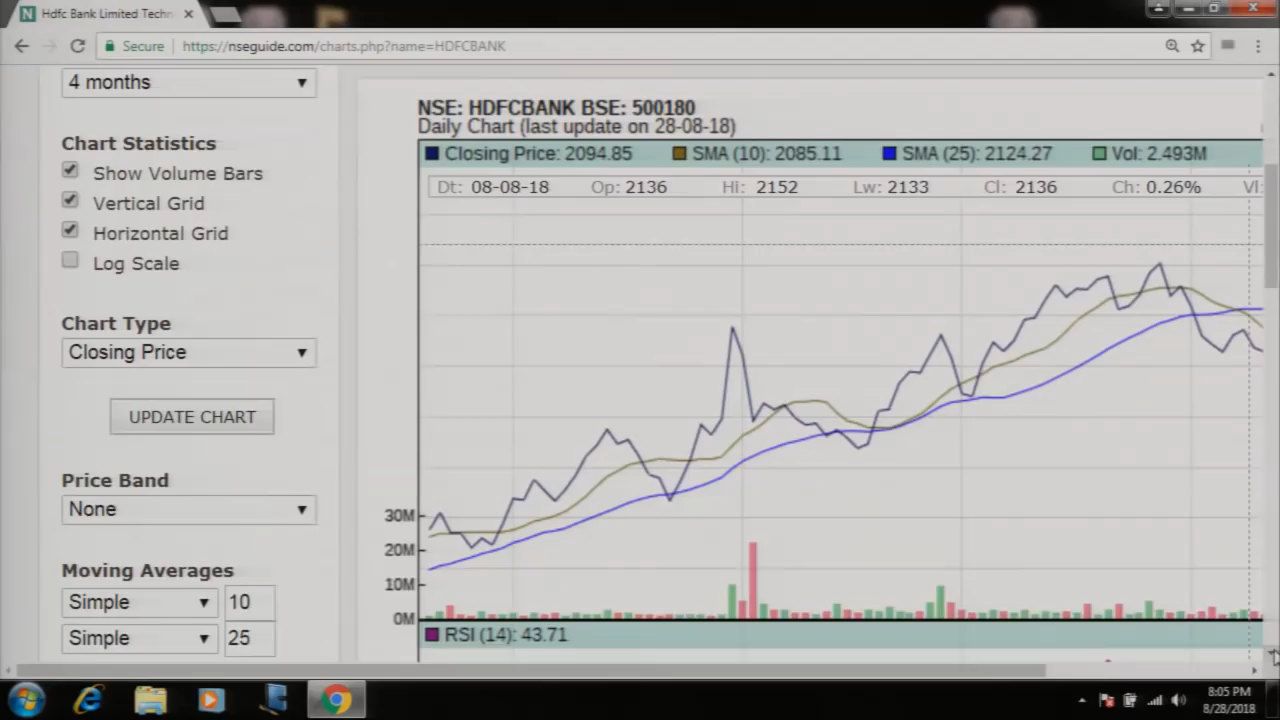 Hdfc Bank Limited Techn
Secure
https://nseguide.com/charts.php?name=HDFCBANK
4 months
Chart Statistics
Show Volume Bars
Vertical Grid
Horizontal Grid
Log Scale
Chart Type
Closing Price
UPDATE CHART
Price Band
None
Moving Averages
Simple 10
Simple 25
NSE: HDFCBANK BSE: 500180
Daily Chart (last update on 28-08-18)
Closing Price: 2094.85 SMA (10): 2085.11 SMA (25): 2124.27 Vol: 2.493M
Dt: 08-08-18 Op: 2136 Hi: 2152 Lw: 2133 Cl: 2136 Ch: 0.26% Vl:
30M
20M
10M
0M
RSI (14): 43.71
8:05 PM
8/28/2018